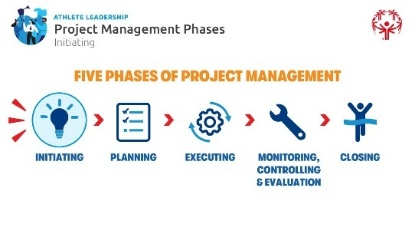 ATHLETE LEADERSHIP
Project Management Phases
Initiating
FIVE PHASES OF PROJECT MANAGEMENT
INITIATING
PLANNING
EXECUTING
MONITORING,
CONTROLLING
& EVALUATION
CLOSING